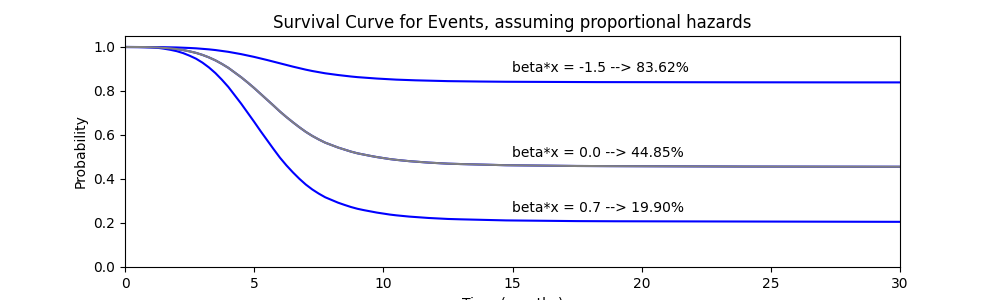 Survival Curve for Events, assuming proportional hazards
1.0
0.8
0.6
0.4
0.2
0.0
Probability
beta*x = -1.5 --> 83.62%
beta*x = 0.0 --> 44.85%
beta*x = 0.7 --> 19.90%
0 5 10 15 20 25 30